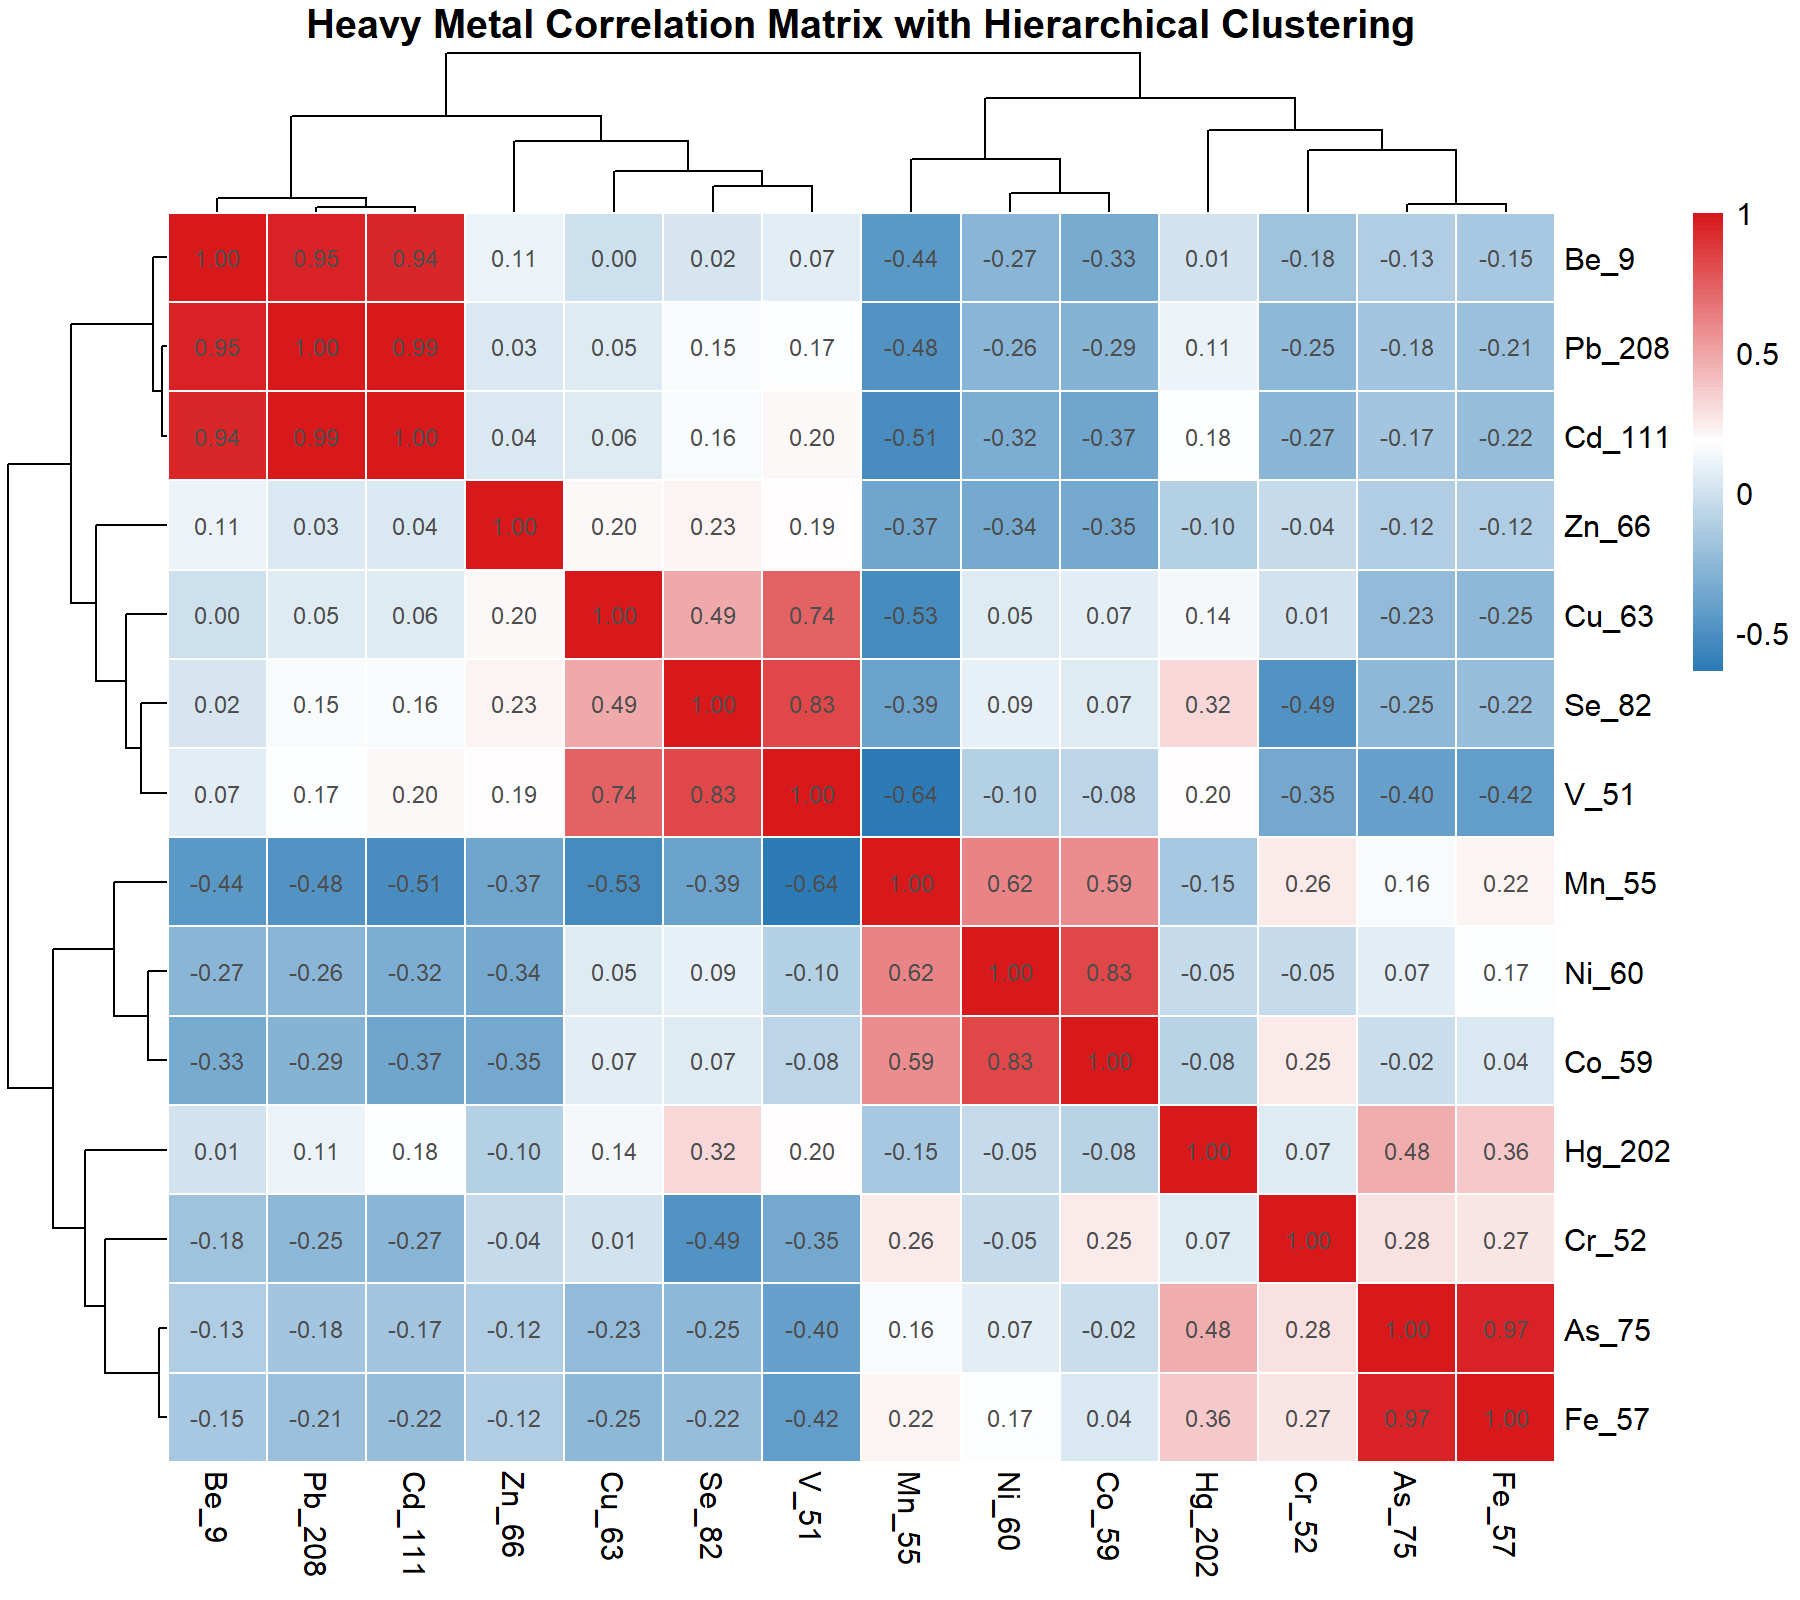 Heavy Metal Correlation Matrix with Hierarchical Clustering
1.00 0.95 0.94 0.11 0.00 0.02 0.07 -0.44 -0.27 -0.33 0.01 -0.18 -0.13 -0.15 Be_9
0.95 1.00 0.99 0.03 0.05 0.15 0.17 -0.48 -0.26 -0.29 0.11 -0.25 -0.18 -0.21 Pb_208
0.94 0.99 1.00 0.04 0.06 0.16 0.20 -0.51 -0.32 -0.37 0.18 -0.27 -0.17 -0.22 Cd_111
0.11 0.03 0.04 1.00 0.20 0.23 0.19 -0.37 -0.34 -0.35 -0.10 -0.04 -0.12 -0.12 Zn_66
0.00 0.05 0.06 0.20 1.00 0.49 0.74 -0.53 0.05 0.07 0.14 0.01 -0.23 -0.25 Cu_63
0.02 0.15 0.16 0.23 0.49 1.00 0.83 -0.39 0.09 0.07 0.32 -0.49 -0.25 -0.22 Se_82
0.07 0.17 0.20 0.19 0.74 0.83 1.00 -0.64 -0.10 -0.08 0.20 -0.35 -0.40 -0.42 V_51
-0.44 -0.48 -0.51 -0.37 -0.53 -0.39 -0.64 1.00 0.62 0.59 -0.15 0.26 0.16 0.22 Mn_55
-0.27 -0.26 -0.32 -0.34 0.05 0.09 -0.10 0.62 1.00 0.83 -0.05 -0.05 0.07 0.17 Ni_60
-0.33 -0.29 -0.37 -0.35 0.07 0.07 -0.08 0.59 0.83 1.00 -0.08 0.25 -0.02 0.04 Co_59
0.01 0.11 0.18 -0.10 0.14 0.32 0.20 -0.15 -0.05 -0.08 1.00 0.07 0.48 0.36 Hg_202
-0.18 -0.25 -0.27 -0.04 0.01 -0.49 -0.35 0.26 -0.05 0.25 0.07 1.00 0.28 0.27 Cr_52
-0.13 -0.18 -0.17 -0.12 -0.23 -0.25 -0.40 0.16 0.07 -0.02 0.48 0.28 1.00 0.97 As_75
-0.15 -0.21 -0.22 -0.12 -0.25 -0.22 -0.42 0.22 0.17 0.04 0.36 0.27 0.97 1.00 Fe_57
Be_9 Pb_208 Cd_111 Zn_66 Cu_63 Se_82 V_51 Mn_55 Ni_60 Co_59 Hg_202 Cr_52 As_75 Fe_57
1
0.5
0
-0.5